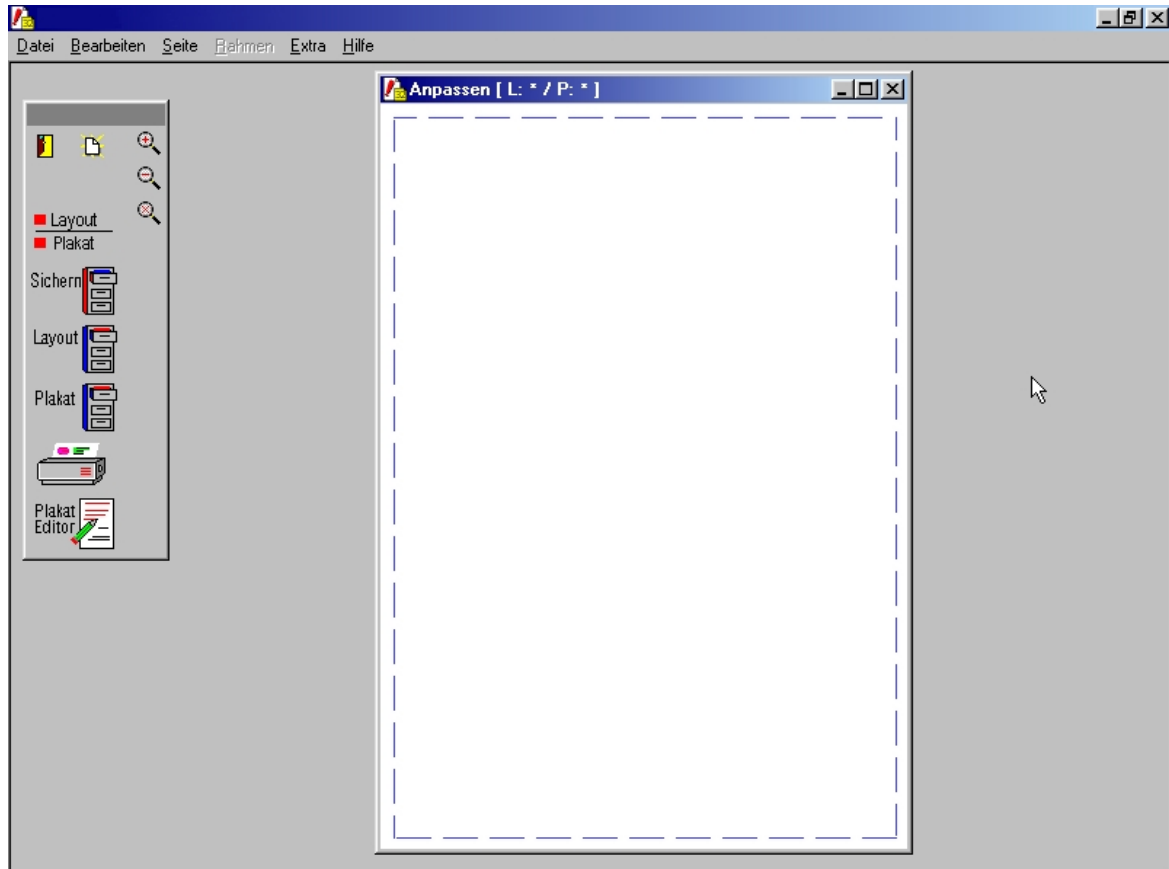 Datei Bearbeiten Seite Rahmen Extra Hilfe
Anpassen [ L: * / P: * ]
Layout
Plakat
Sichern
Layout
Plakat
Plakat
Editor